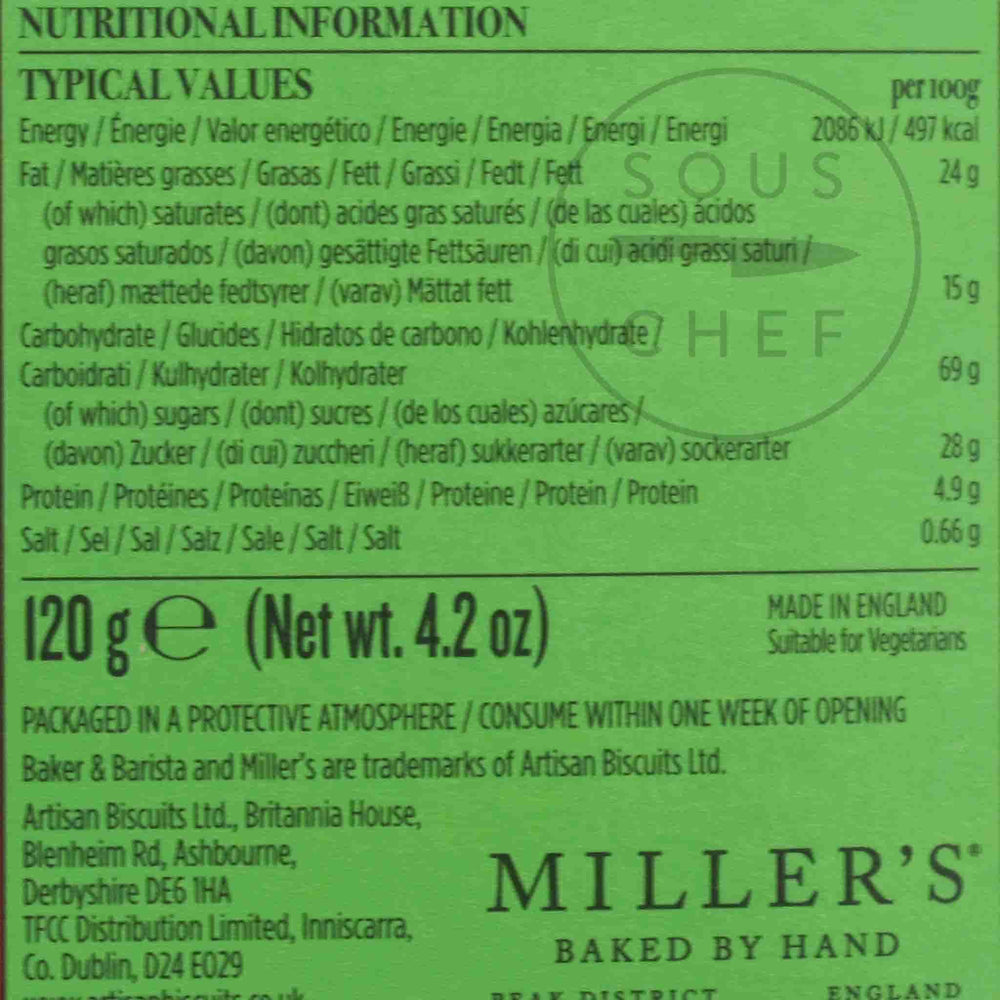 NUTRITIONAL INFORMATION
TYPICAL VALUES per 100g
Energy / Énergie / Valor energético / Energie / Energia / Energi / Energi 2086 kJ / 497 kcal
Fat / Matières grasses / Grasas / Fett / Grassi / Fedt / Fett 24 g
(of which) saturates / (dont) acides gras saturés / (de las cuales) ácidos
grasos saturados / (davon) gesättigte Fettsäuren / (di cui) acidi grassi saturi /
(heraf) mættede fedtsyrer / (varav) Mättat fett 15 g
Carbohydrate / Glucides / Hidratos de carbono / Kohlenhydrate /
Carboidrati / Kulhydrater / Kolhydrater 69 g
(of which) sugars / (dont) sucres / (de los cuales) azúcares /
(davon) Zucker / (di cui) zuccheri / (heraf) sukkerarter / (varav) sockerarter 28 g
Protein / Protéines / Proteínas / Eiweiß / Proteine / Protein / Protein 4.9 g
Salt / Sel / Sal / Salz / Sale / Salt / Salt 0.66 g
SOUS
CHEF
120 g ℮ (Net wt. 4.2 oz)
MADE IN ENGLAND
Suitable for Vegetarians
PACKAGED IN A PROTECTIVE ATMOSPHERE / CONSUME WITHIN ONE WEEK OF OPENING
Baker & Barista and Miller's are trademarks of Artisan Biscuits Ltd.
Artisan Biscuits Ltd., Britannia House,
Blenheim Rd, Ashbourne,
Derbyshire DE6 1HA
TFCC Distribution Limited, Inniscarra,
Co. Dublin, D24 E029
www.artisanbiscuits.co.uk
MILLER'S®
BAKED BY HAND
PEAK DISTRICT ENGLAND